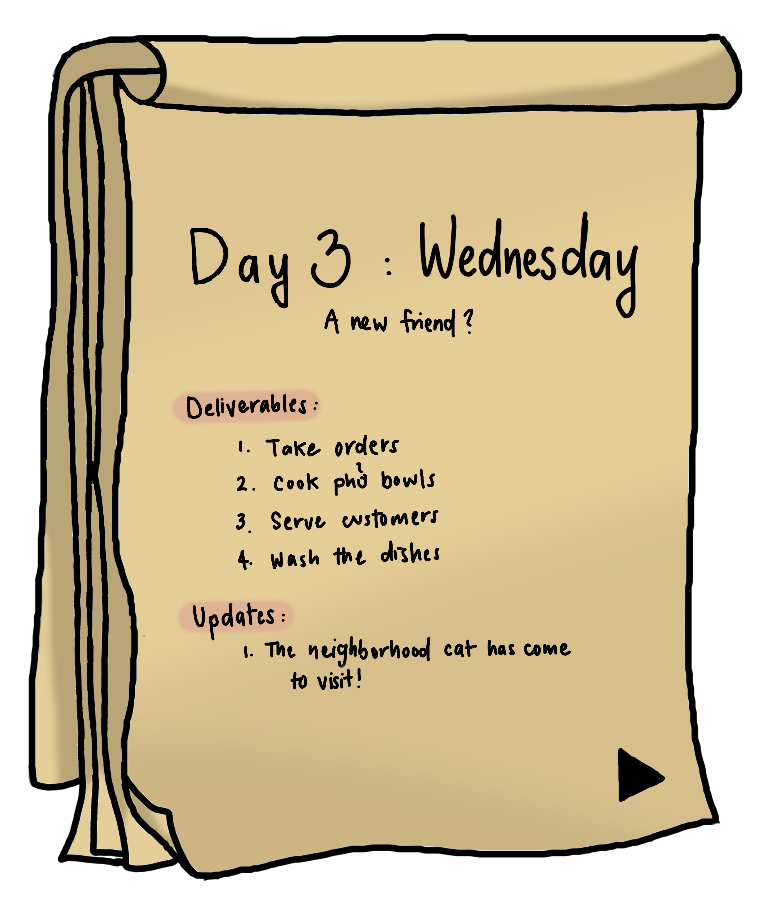 Day 3 : Wednesday
A new friend?
Deliverables:
1. Take orders
2. Cook phở bowls
3. Serve customers
4. Wash the dishes
Updates:
1. The neighborhood cat has come
to visit!